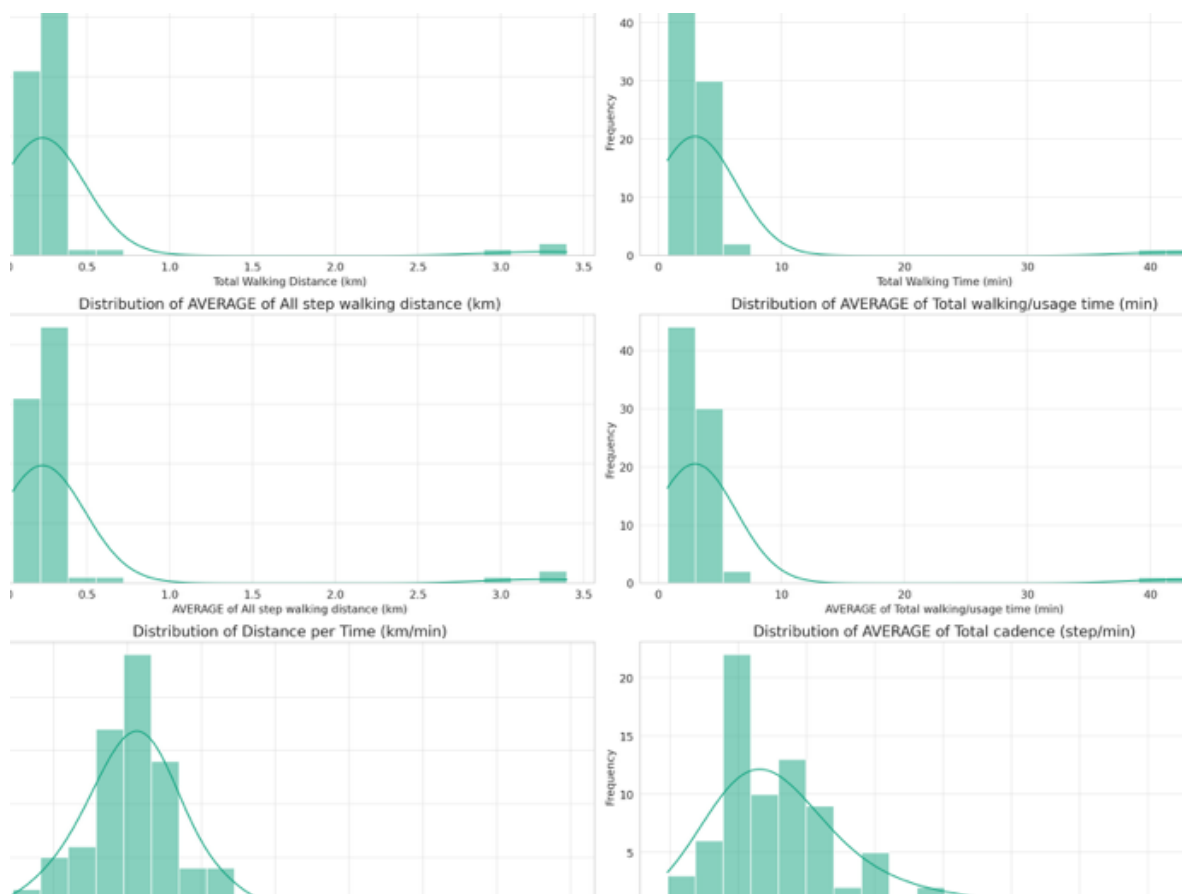 40
30
20
10
0
Frequency
0.5 1.0 1.5 2.0 2.5 3.0 3.5
Total Walking Distance (km)
0 10 20 30 40
Total Walking Time (min)
Distribution of AVERAGE of All step walking distance (km)
0.5 1.0 1.5 2.0 2.5 3.0 3.5
AVERAGE of All step walking distance (km)
Distribution of AVERAGE of Total walking/usage time (min)
40
30
20
10
0
Frequency
0 10 20 30 40
AVERAGE of Total walking/usage time (min)
Distribution of Distance per Time (km/min)
Distribution of AVERAGE of Total cadence (step/min)
20
15
10
5
Frequency